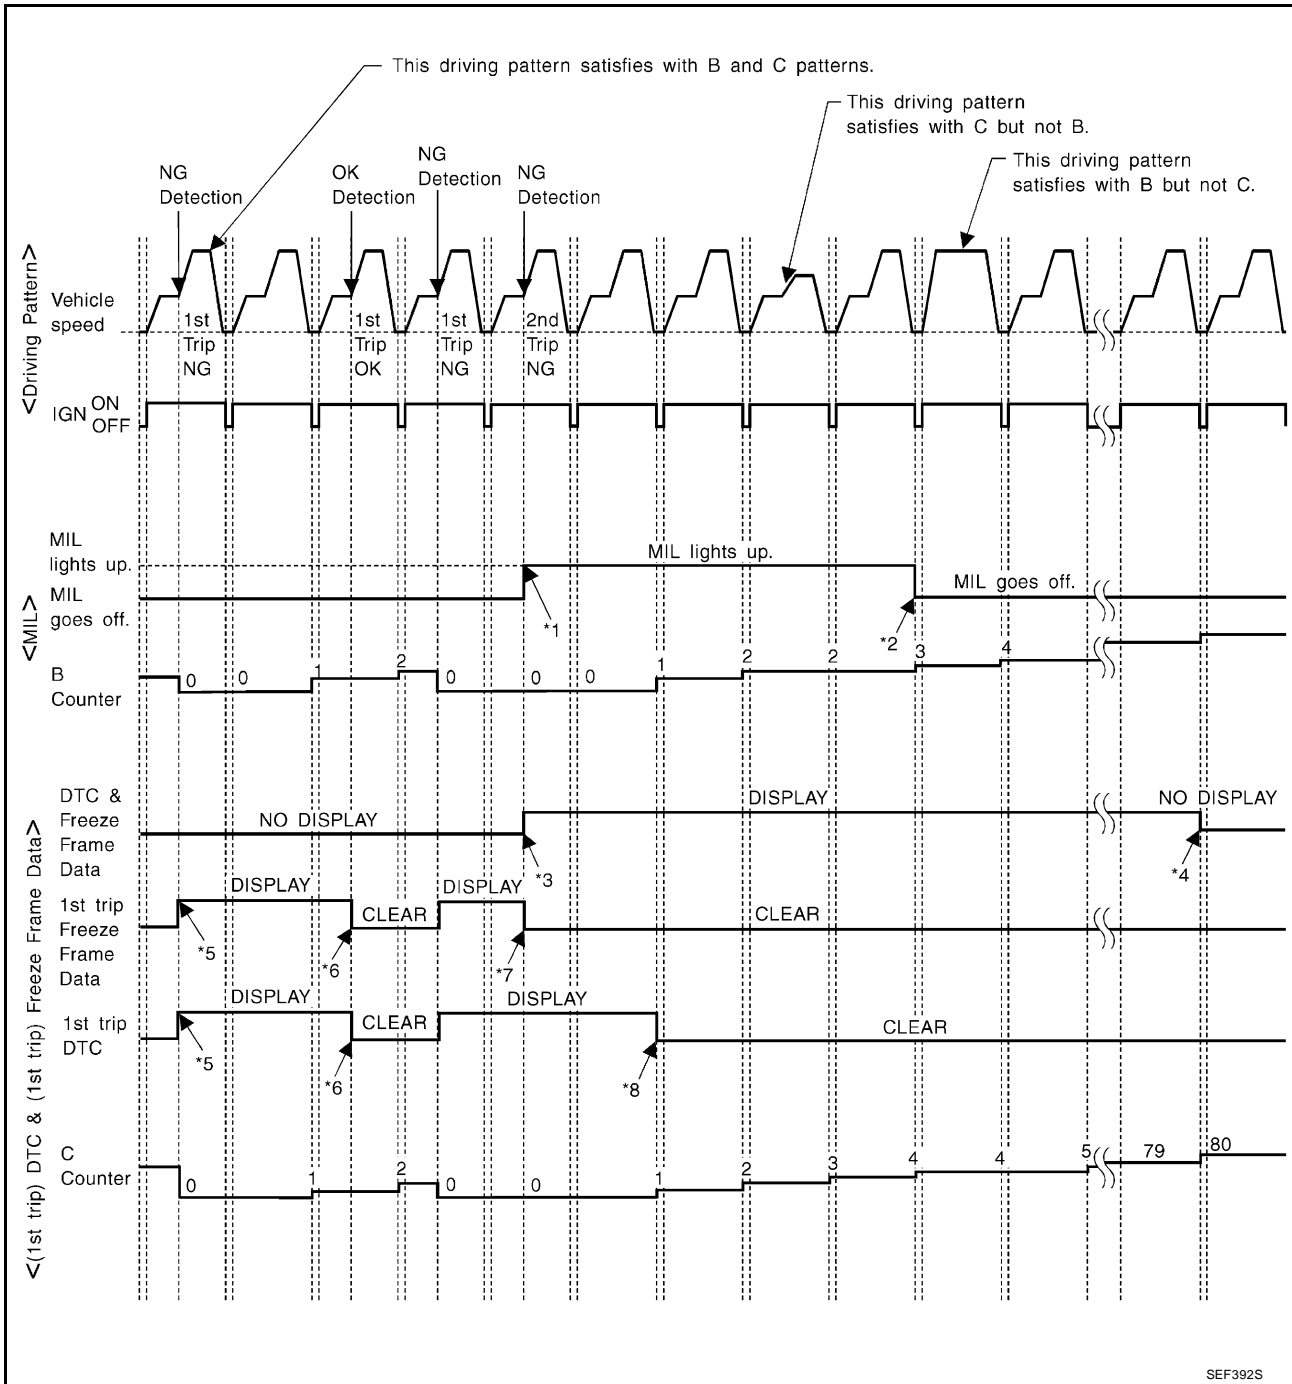 This driving pattern satisfies with B and C patterns.
This driving pattern
satisfies with C but not B.
This driving pattern
satisfies with B but not C.
NG
Detection
OK
Detection
NG
Detection
NG
Detection
<Driving Pattern>
Vehicle
speed
1st
Trip
NG
1st
Trip
OK
1st
Trip
NG
2nd
Trip
NG
IGN ON
OFF
<MIL>
MIL
lights up.
MIL
goes off.
MIL lights up.
MIL goes off.
*1
*2
B
Counter
0 0 1 2 0 0 0 1 2 2 3 4
<(1st trip) DTC & (1st trip) Freeze Frame Data>
DTC &
Freeze
Frame
Data
NO DISPLAY
DISPLAY
NO DISPLAY
*3
*4
1st trip
Freeze
Frame
Data
DISPLAY
CLEAR
DISPLAY
CLEAR
*5
*6
*7
1st trip
DTC
DISPLAY
CLEAR
DISPLAY
CLEAR
*5
*6
*8
C
Counter
0 1 2 0 0 1 2 3 4 4 5 79 80
SEF392S